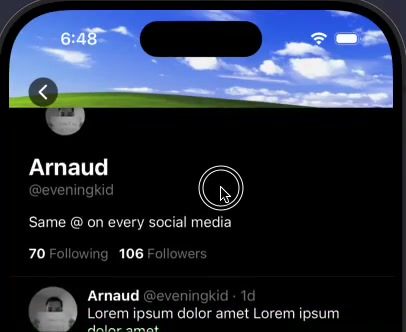 6:48
Arnaud
@eveningkid
Same @ on every social media
70 Following 106 Followers
Arnaud @eveningkid · 1d
Lorem ipsum dolor amet Lorem ipsum
dolor amet